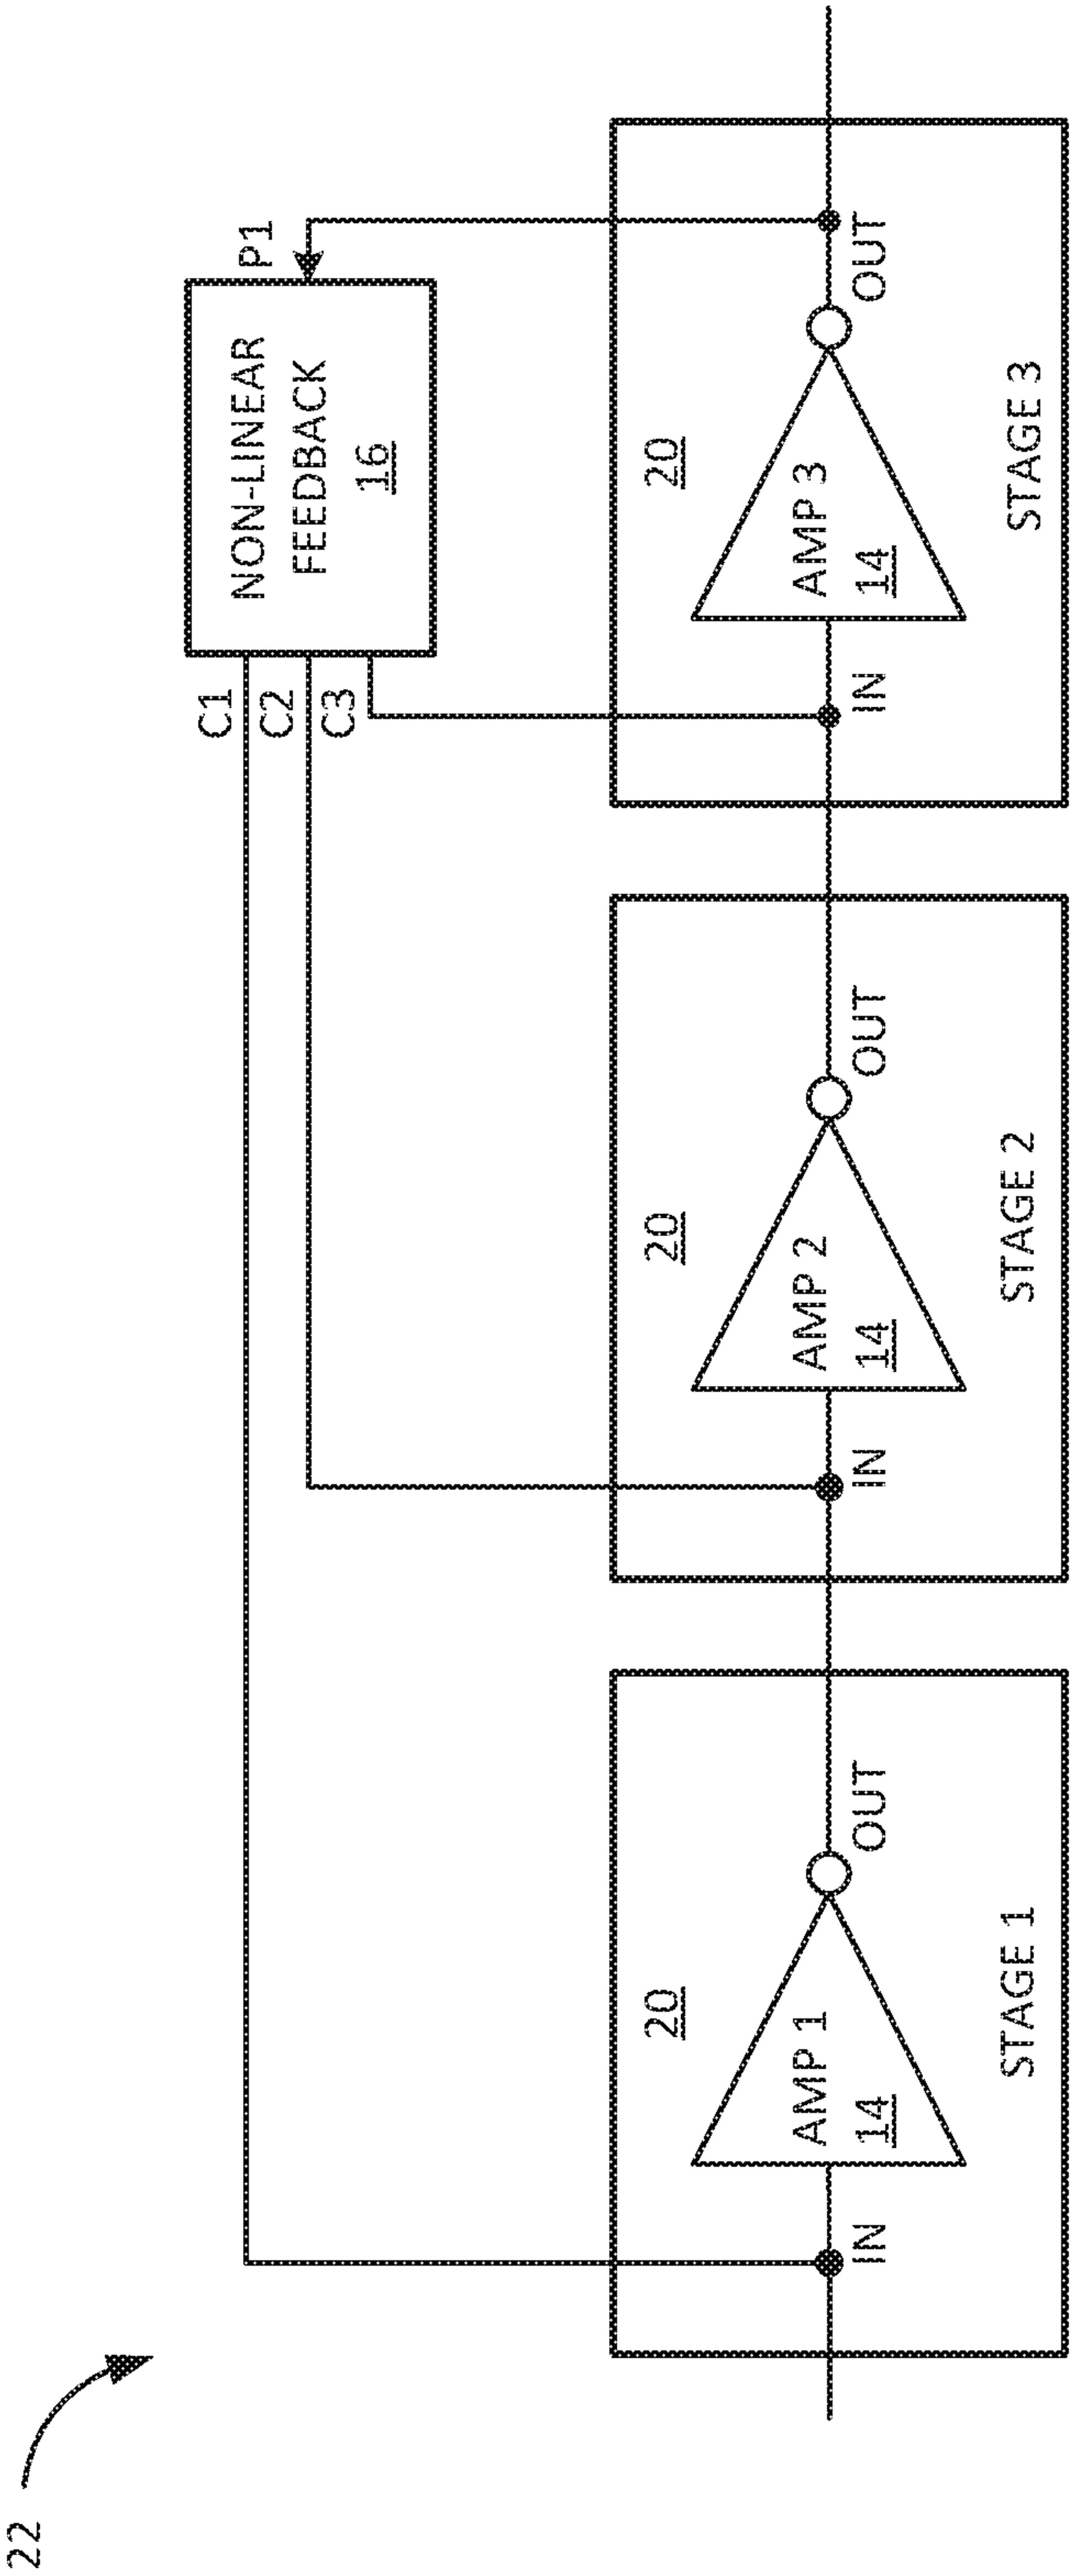 22
C1
C2
C3
NON-LINEAR
FEEDBACK
16
P1
20
AMP 1
14
IN
OUT
STAGE 1
20
AMP 2
14
IN
OUT
STAGE 2
20
AMP 3
14
IN
OUT
STAGE 3